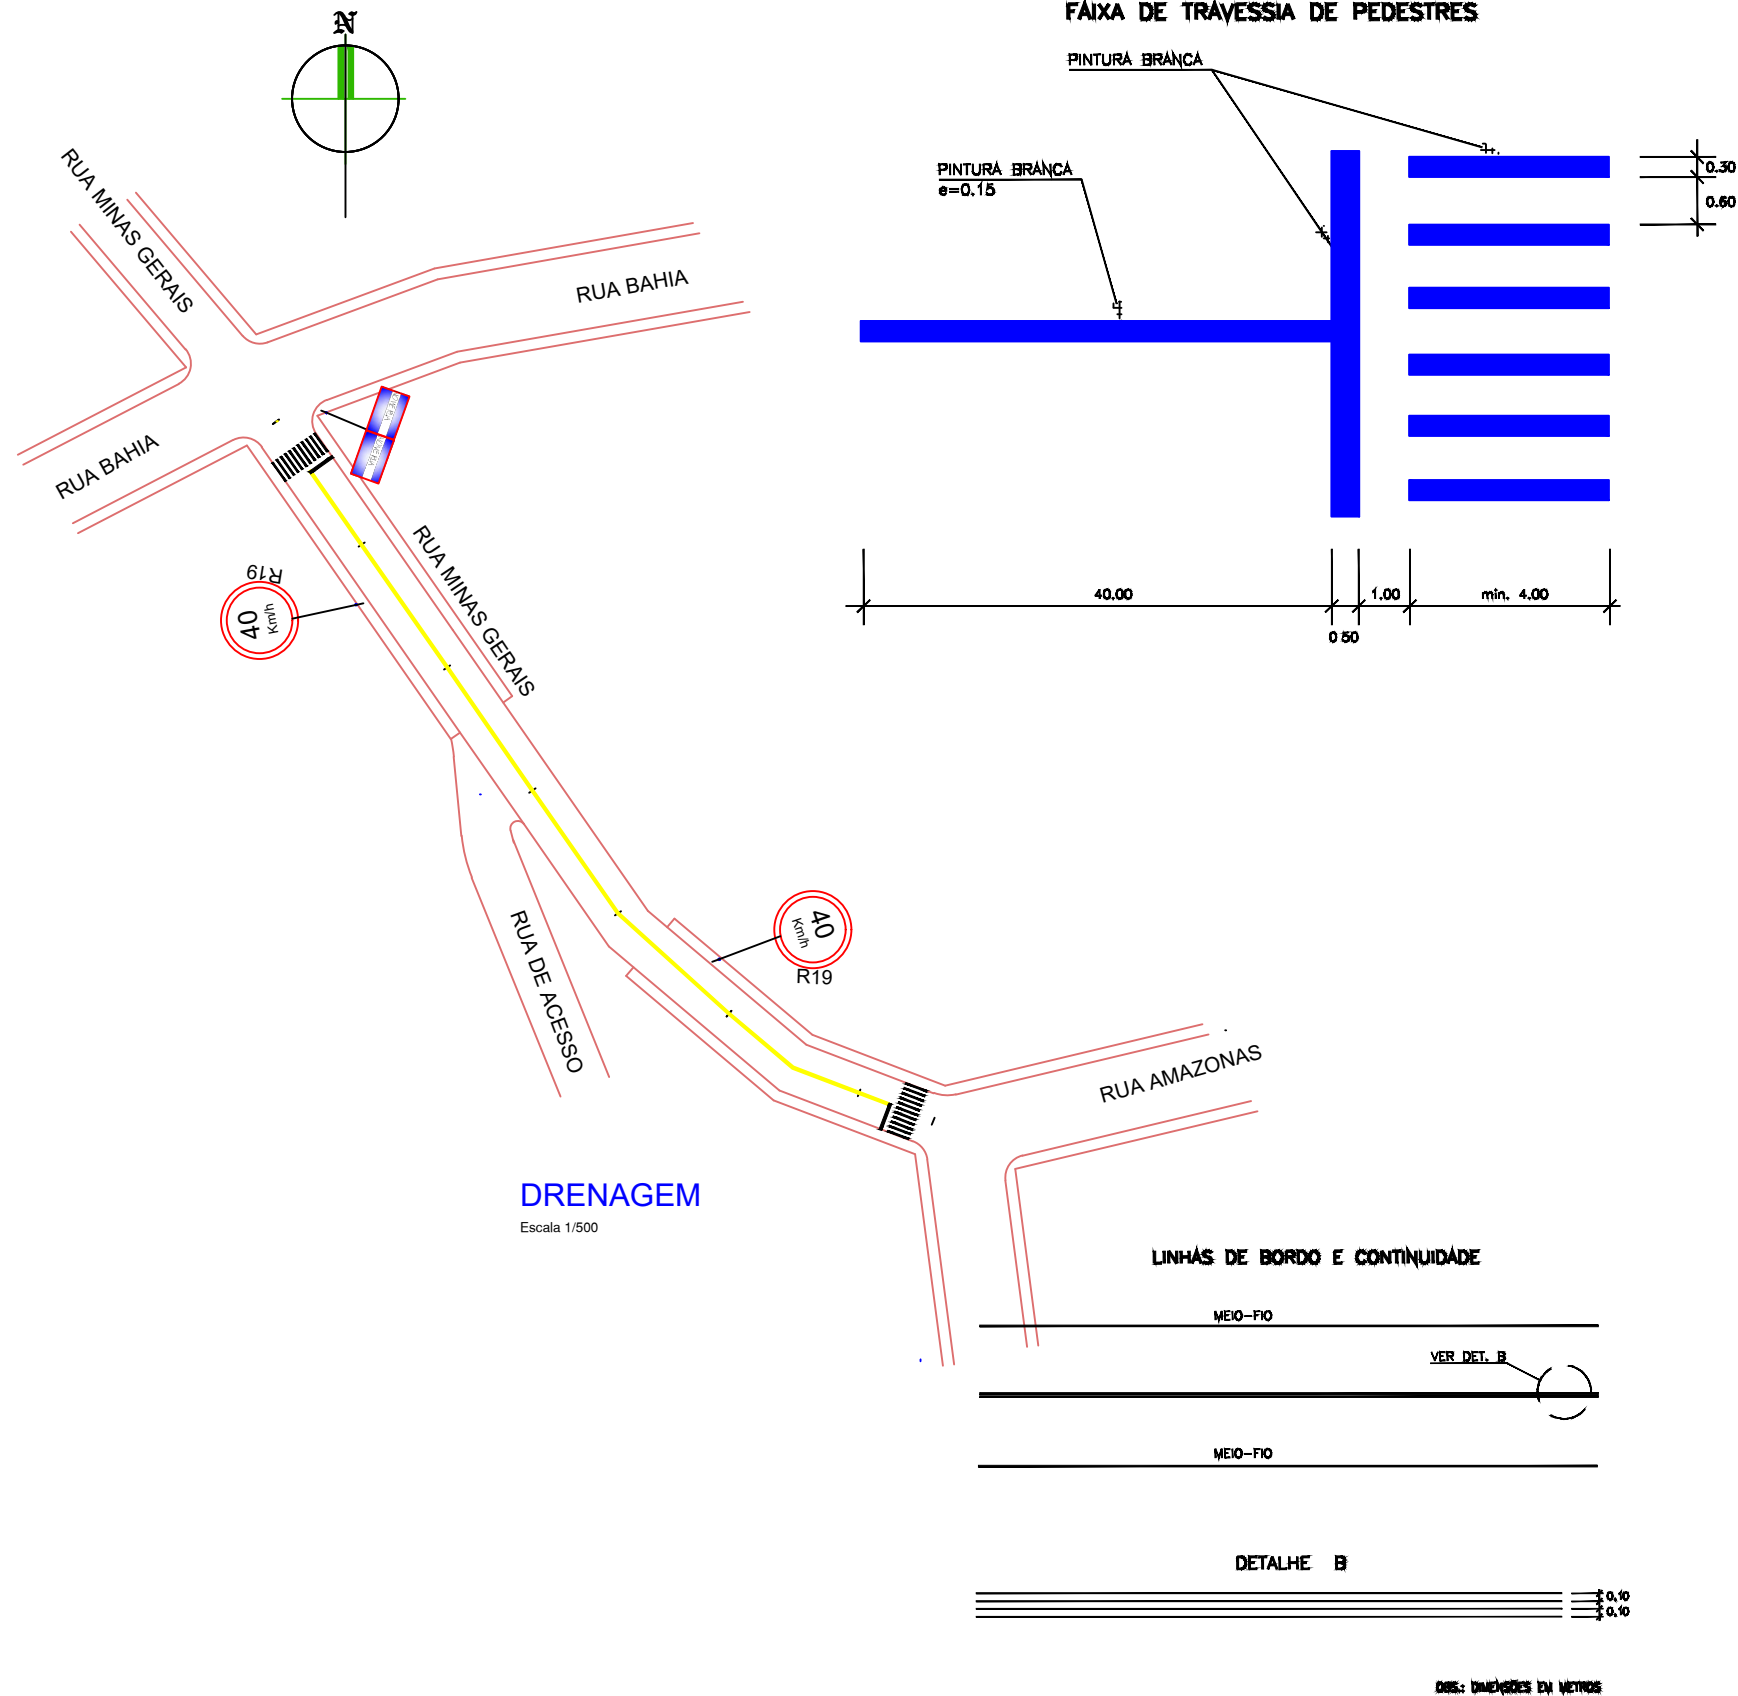 N
FAIXA DE TRAVESSIA DE PEDESTRES
PINTURA BRANCA
PINTURA BRANCA
e=0.15
0.30
0.60
40.00
1.00
min. 4.00
0 50
RUA MINAS GERAIS
RUA BAHIA
RUA BAHIA
R19
40
Km/h
RUA MINAS GERAIS
RUA DE ACESSO
40
Km/h
R19
RUA AMAZONAS
DRENAGEM
Escala 1/500
LINHAS DE BORDO E CONTINUIDADE
MEIO-FIO
VER DET. B
MEIO-FIO
DETALHE B
0.10
0.10
OBS.: DIMENSÕES EM METROS